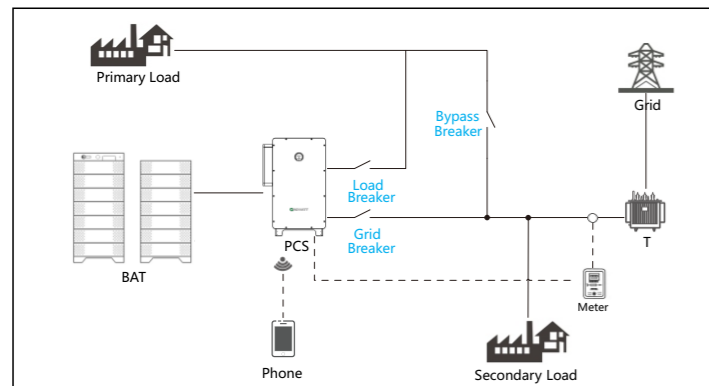 Primary Load
Grid
Bypass
Breaker
Load
Breaker
Grid
Breaker
PCS
BAT
T
Meter
Phone
Secondary Load